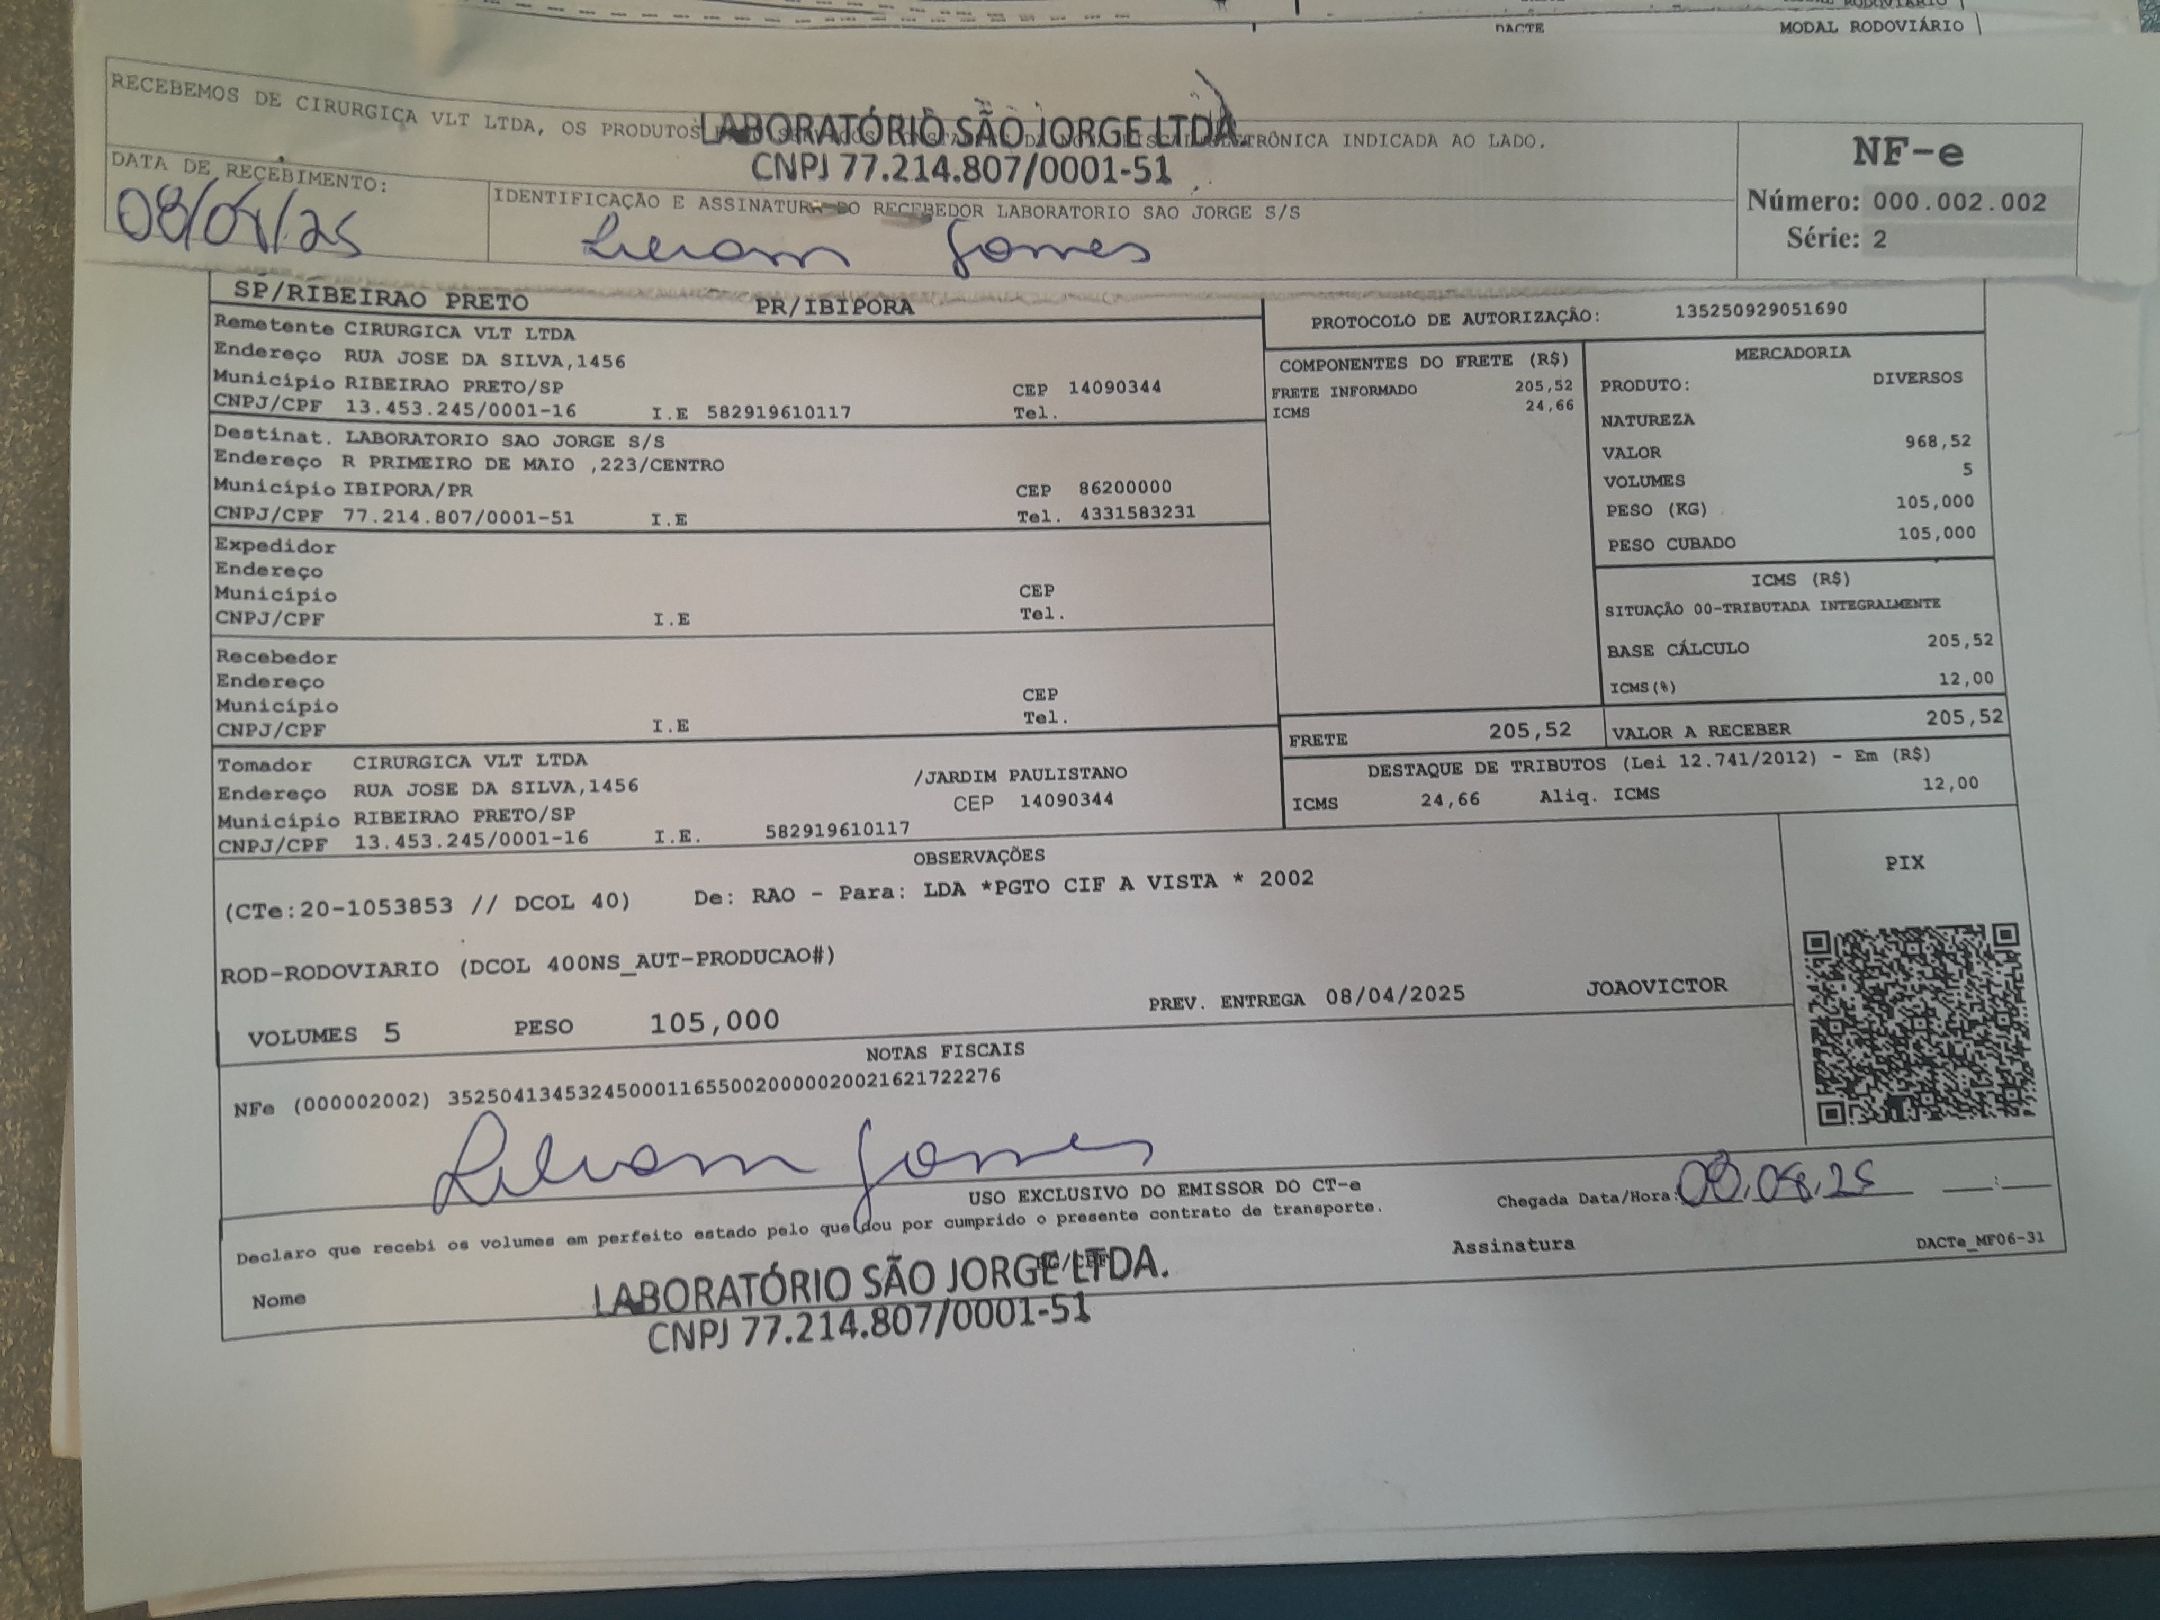 DACTE MODAL RODOVIÁRIO
RECEBEMOS DE CIRURGICA VLT LTDA, OS PRODUTOS INDICADA AO LADO.
LABORATÓRIO SÃO JORGE LTDA.
CNPJ 77.214.807/0001-51
NF-e
Número: 000.002.002
Série: 2
DATA DE RECEBIMENTO:
IDENTIFICAÇÃO E ASSINATURA DO RECEBEDOR LABORATORIO SAO JORGE S/S
Gomes
SP/RIBEIRAO PRETO PR/IBIPORA
Remetente CIRURGICA VLT LTDA
Endereço RUA JOSE DA SILVA,1456
Município RIBEIRAO PRETO/SP CEP 14090344
CNPJ/CPF 13.453.245/0001-16 I.E 582919610117 Tel.
Destinat. LABORATORIO SAO JORGE S/S
Endereço R PRIMEIRO DE MAIO ,223/CENTRO
Município IBIPORA/PR CEP 86200000
CNPJ/CPF 77.214.807/0001-51 I.E Tel. 4331583231
Expedidor
Endereço
Município CEP
CNPJ/CPF I.E Tel.
Recebedor
Endereço
Município CEP
CNPJ/CPF I.E Tel.
Tomador CIRURGICA VLT LTDA
Endereço RUA JOSE DA SILVA,1456 /JARDIM PAULISTANO
Município RIBEIRAO PRETO/SP CEP 14090344
CNPJ/CPF 13.453.245/0001-16 I.E. 582919610117
PROTOCOLO DE AUTORIZAÇÃO: 135250929051690
COMPONENTES DO FRETE (R$)
FRETE INFORMADO 205,52
ICMS 24,66
MERCADORIA
PRODUTO: DIVERSOS
NATUREZA
VALOR 968,52
VOLUMES 5
PESO (KG) 105,000
PESO CUBADO 105,000
ICMS (R$)
SITUAÇÃO 00-TRIBUTADA INTEGRALMENTE
BASE CÁLCULO 205,52
ICMS(%) 12,00
FRETE 205,52 VALOR A RECEBER 205,52
DESTAQUE DE TRIBUTOS (Lei 12.741/2012) - Em (R$)
ICMS 24,66 Aliq. ICMS 12,00
OBSERVAÇÕES
(CTe:20-1053853 // DCOL 40) De: RAO - Para: LDA *PGTO CIF A VISTA * 2002
PIX
ROD-RODOVIARIO (DCOL 400NS_AUT-PRODUCAO#)
PREV. ENTREGA 08/04/2025 JOAOVICTOR
VOLUMES 5 PESO 105,000
NOTAS FISCAIS
NFe (000002002) 35250413453245000116550020000020021621722276
Gomes
USO EXCLUSIVO DO EMISSOR DO CT-e
Chegada Data/Hora:
Declaro que recebi os volumes em perfeito estado pelo que dou por cumprido o presente contrato de transporte.
Assinatura DACTe_MF06-31
Nome
LABORATÓRIO SÃO JORGE LTDA.
CNPJ 77.214.807/0001-51